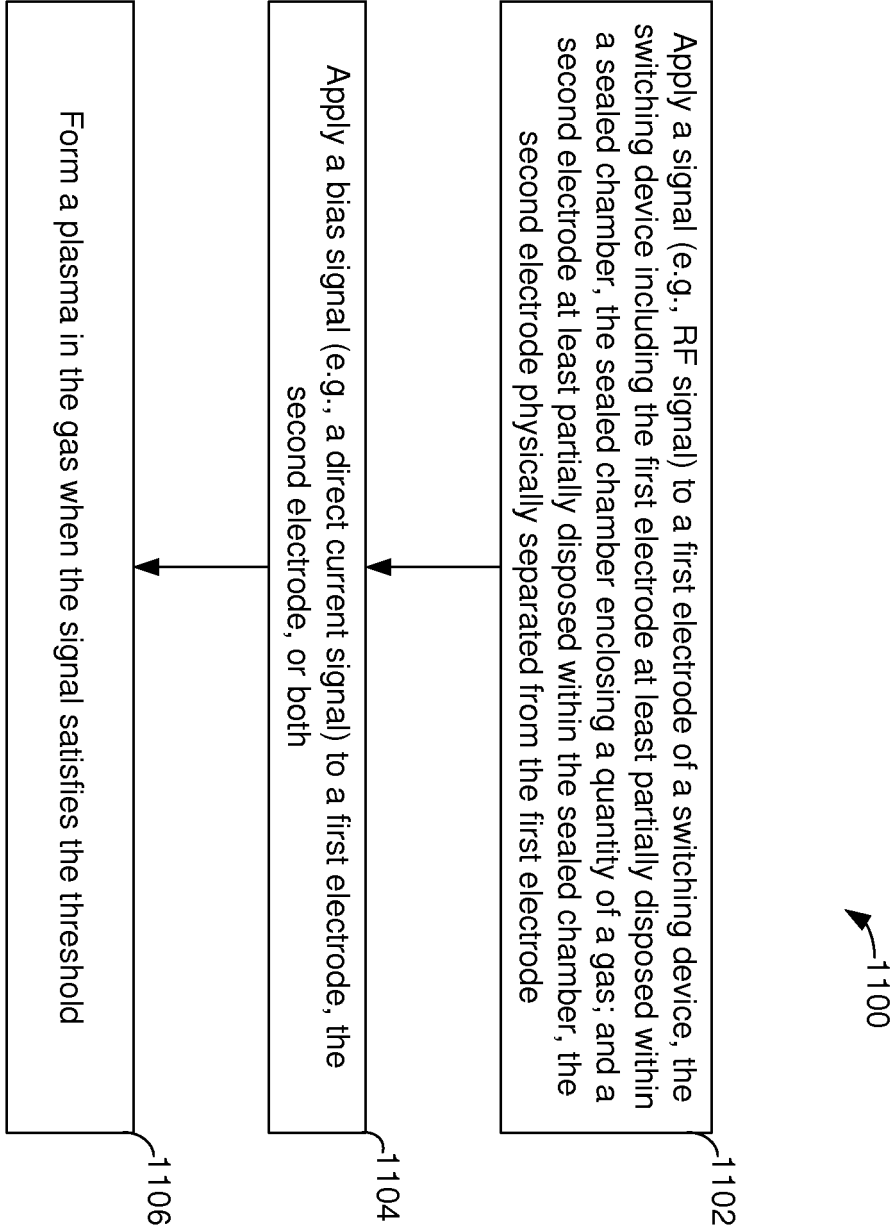 1100
Apply a signal (e.g., RF signal) to a first electrode of a switching device, the
switching device including the first electrode at least partially disposed within
a sealed chamber, the sealed chamber enclosing a quantity of a gas; and a
second electrode at least partially disposed within the sealed chamber, the
second electrode physically separated from the first electrode
1102
Apply a bias signal (e.g., a direct current signal) to a first electrode, the
second electrode, or both
1104
Form a plasma in the gas when the signal satisfies the threshold
1106